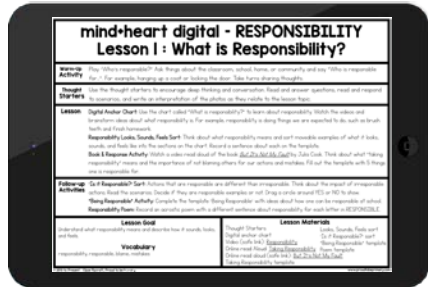 mind+heart digital - RESPONSIBILITY
Lesson 1: What is Responsibility?
Warm-Up
Activity
Play "Who's responsible?" Ask things about the classroom, school, home, or community and say, "Who is responsible
for...". For example, hanging up a coat or locking the door. Take turns sharing thoughts.
Thought
Starters
Use the thought starters to encourage deep thinking and conversation. Read and answer questions, read and respond
to scenarios, and write an interpretation of the photos as they relate to the lesson topic.
Lesson
Digital Anchor Chart: Use the chart called "What is responsibility?" to learn about responsibility. Watch the videos and
brainstorm ideas about what responsibility is. For example, responsibility is doing things we are expected to do, such as brush
teeth and finish homework.
Responsibility Looks, Sounds, Feels Sort: Think about what responsibility means and sort moveable examples of what it looks,
sounds, and feels like into the sections on the chart. Record a sentence about each on the template.
Book & Response Activity: Watch a video read aloud of the book But It's Not My Fault by Julia Cook. Think about what "taking
responsibility" means and the importance of not blaming others for our actions and mistakes. Fill out the template with 5 things
one is responsible for.
Follow-up
Activities
"Is it Responsible?" Sort: Actions that are responsible are different than irresponsible. Think about the impact of irresponsible
actions. Read the scenarios. Decide if they are responsible examples or not. Drag a circle around YES or NO to show.
"Being Responsible" Activity: Complete the template "Being Responsible" with ideas about how one can be responsible at school.
Responsibility Poem: Record an acrostic poem with a different sentence about responsibility for each letter in RESPONSIBLE.
Lesson Goal
Understand what responsibility means and describe how it sounds, looks,
and feels.
Vocabulary
responsibility, responsible, blame, mistakes
Lesson Materials
Thought Starters
Digital anchor chart
Video (safe link): Responsibility
Online read aloud: Taking Responsibility
Online read aloud (safe link): But It's Not My Fault
Taking Responsibility template
Looks, Sounds, Feels sort
"Is it Responsible?" sort
"Being Responsible" template
Poem template